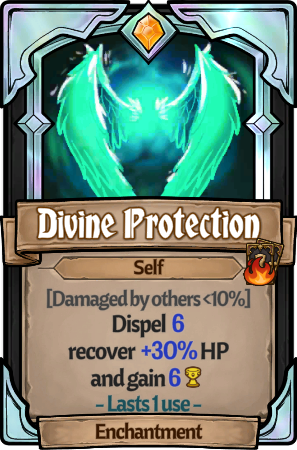 Divine Protection
Self
[Damaged by others <10%]
Dispel 6
recover +30% HP
and gain 6
- Lasts 1 use -
Enchantment